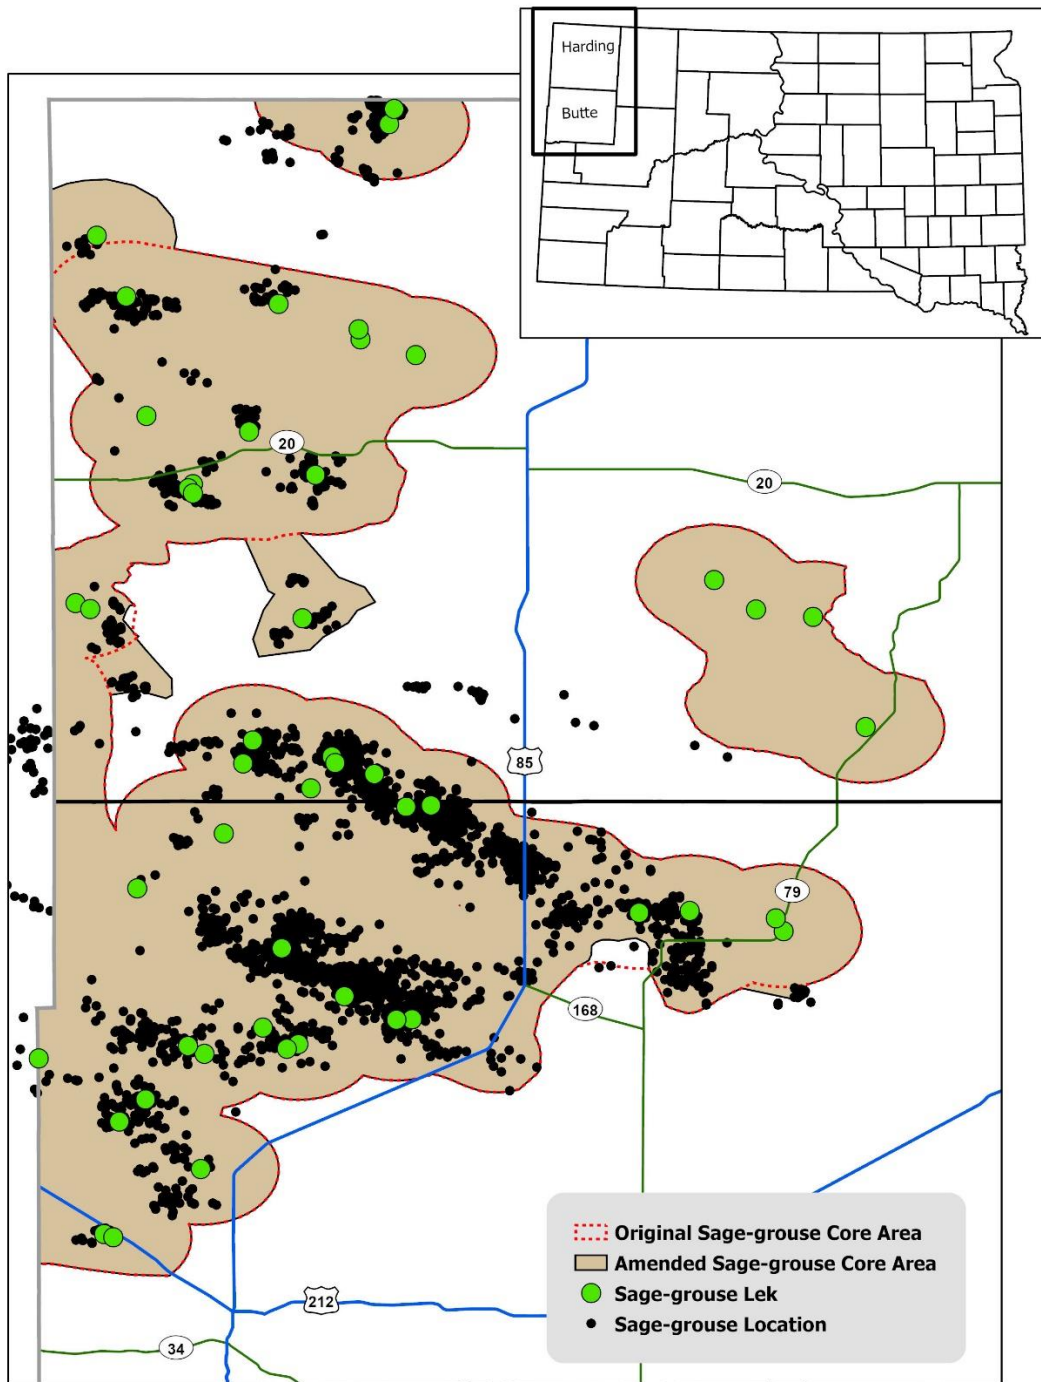 Harding
Butte
20
20
85
79
168
Original Sage-grouse Core Area
Amended Sage-grouse Core Area
Sage-grouse Lek
Sage-grouse Location
212
34